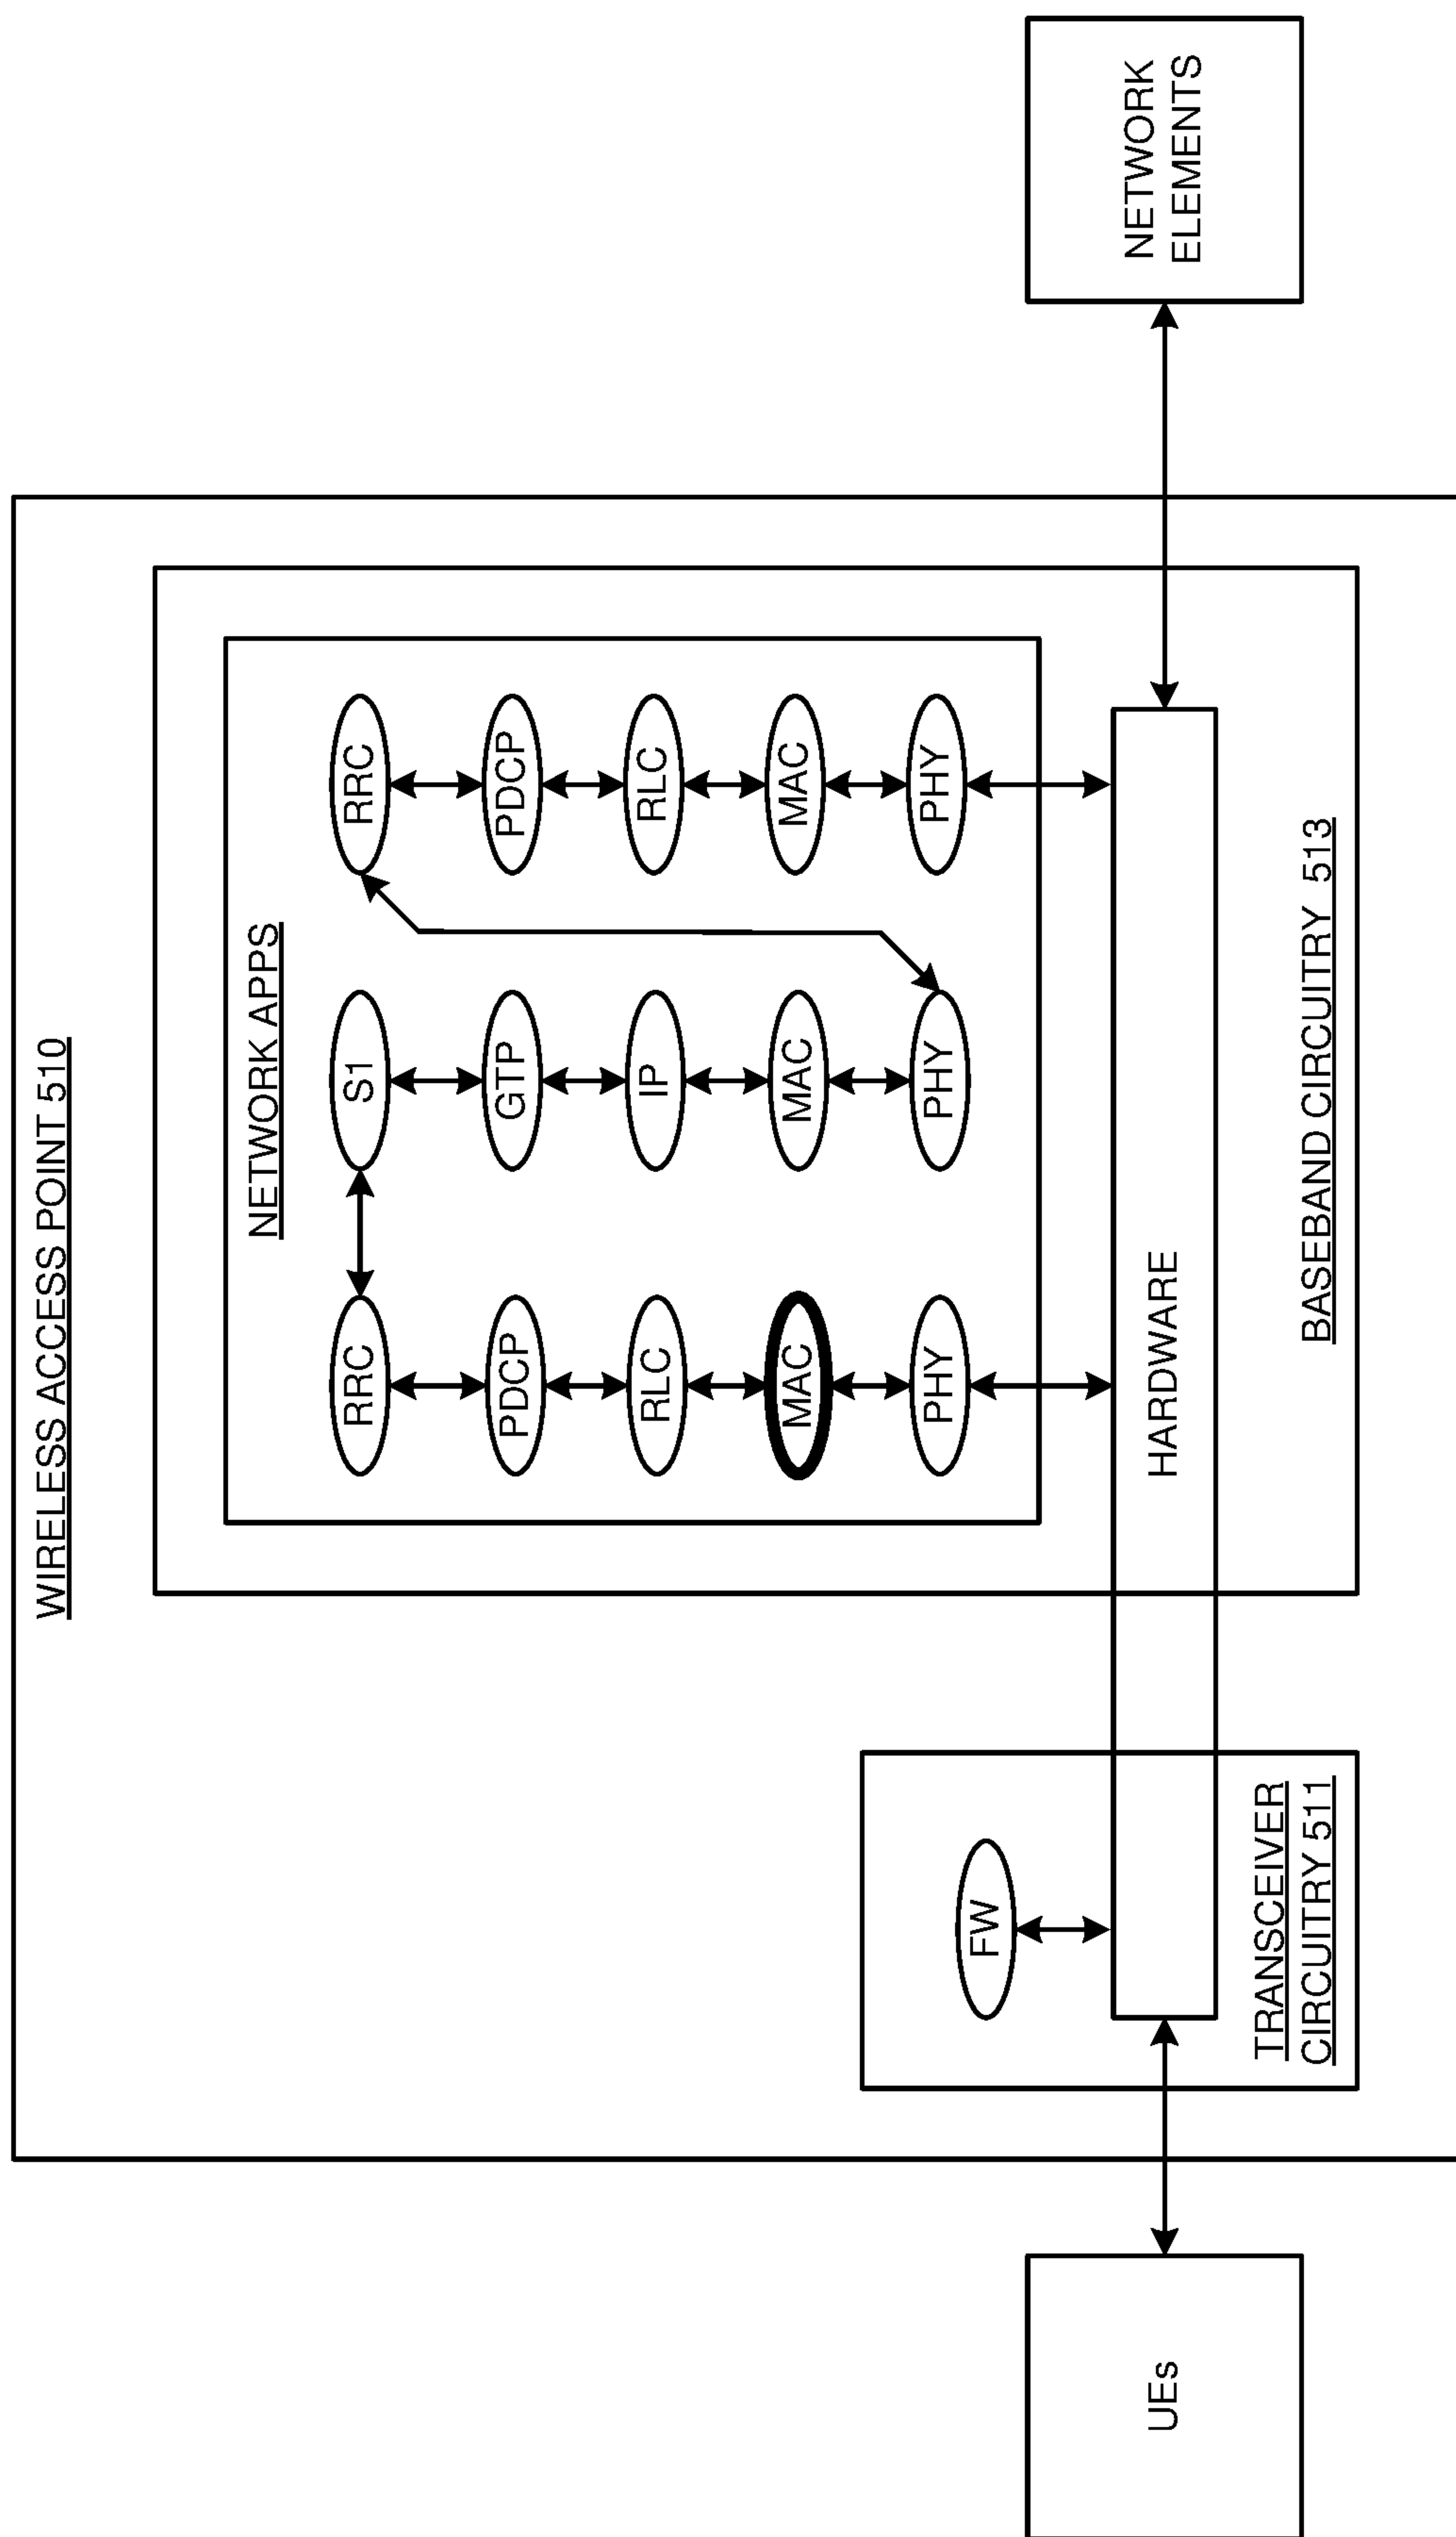 WIRELESS ACCESS POINT 510
NETWORK APPS
RRC
S1
RRC
PDCP
GTP
PDCP
RLC
IP
RLC
MAC
MAC
MAC
PHY
PHY
PHY
FW
UEs
HARDWARE
NETWORK
ELEMENTS
TRANSCEIVER
CIRCUITRY 511
BASEBAND CIRCUITRY 513